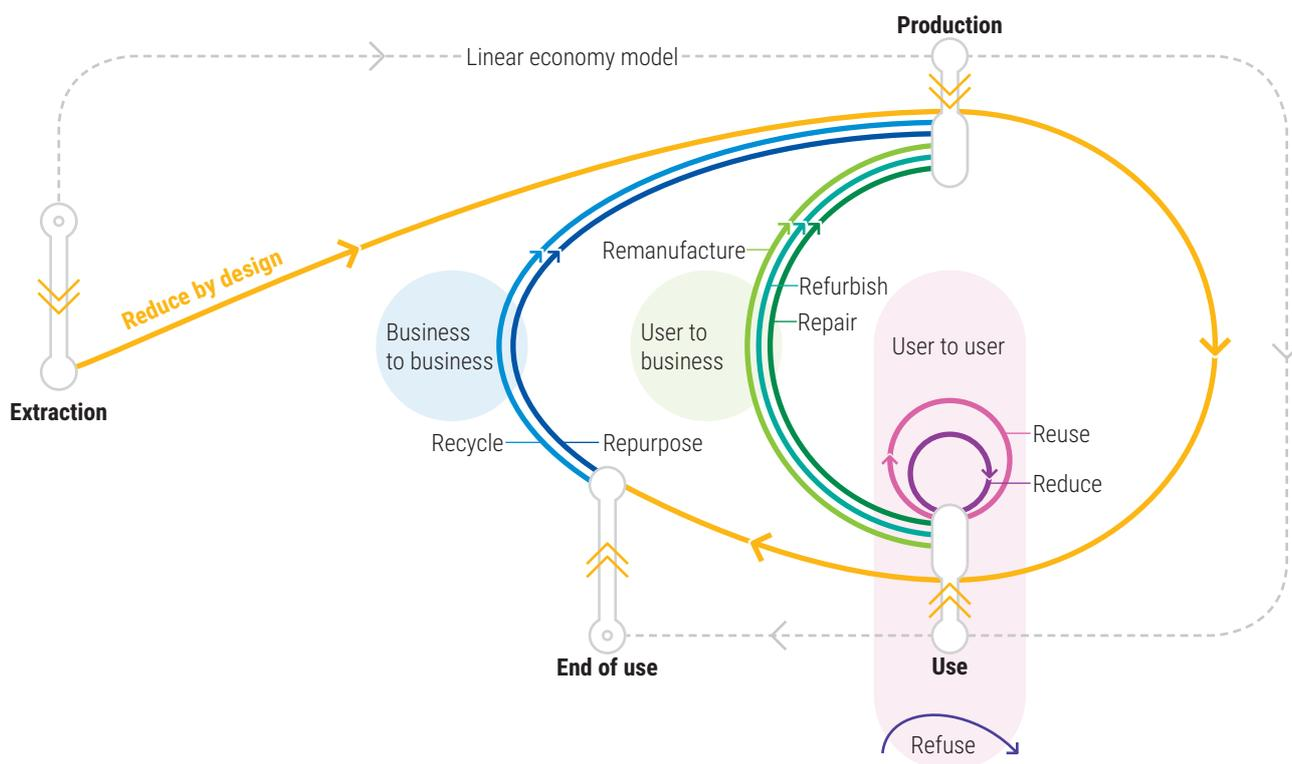 Production
Linear economy model
Reduce by design
Remanufacture
Refurbish
Repair
Business
to business
User to
business
User to user
Extraction
Recycle
Repurpose
Reuse
Reduce
End of use
Use
Refuse